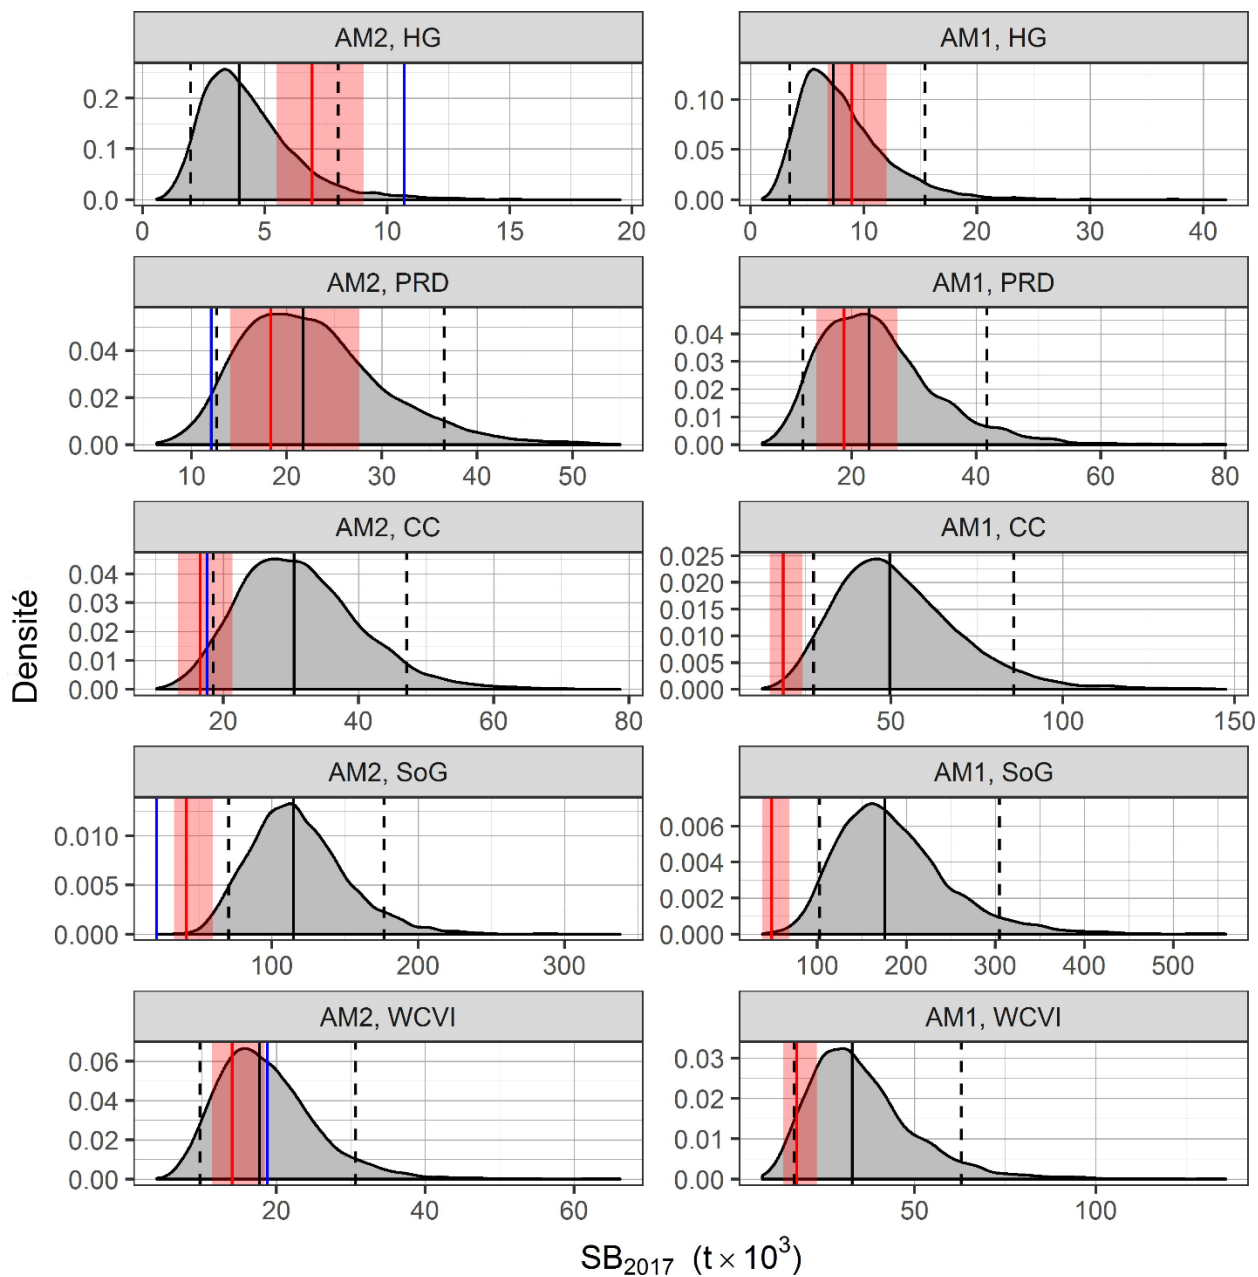 AM2, HG
AM1, HG
0.2
0.1
0.0
0.10
0.05
0.00
0 5 10 15 20
0 10 20 30 40
AM2, PRD
AM1, PRD
0.04
0.02
0.00
0.04
0.03
0.02
0.01
0.00
10 20 30 40 50
20 40 60 80
AM2, CC
AM1, CC
0.04
0.03
0.02
0.01
0.00
0.025
0.020
0.015
0.010
0.005
0.000
20 40 60 80
50 100 150
AM2, SoG
AM1, SoG
0.010
0.005
0.000
0.006
0.004
0.002
0.000
100 200 300
100 200 300 400 500
AM2, WCVI
AM1, WCVI
0.06
0.04
0.02
0.00
0.03
0.02
0.01
0.00
20 40 60
50 100
Densité
SB₂₀₁₇ (t × 10³)